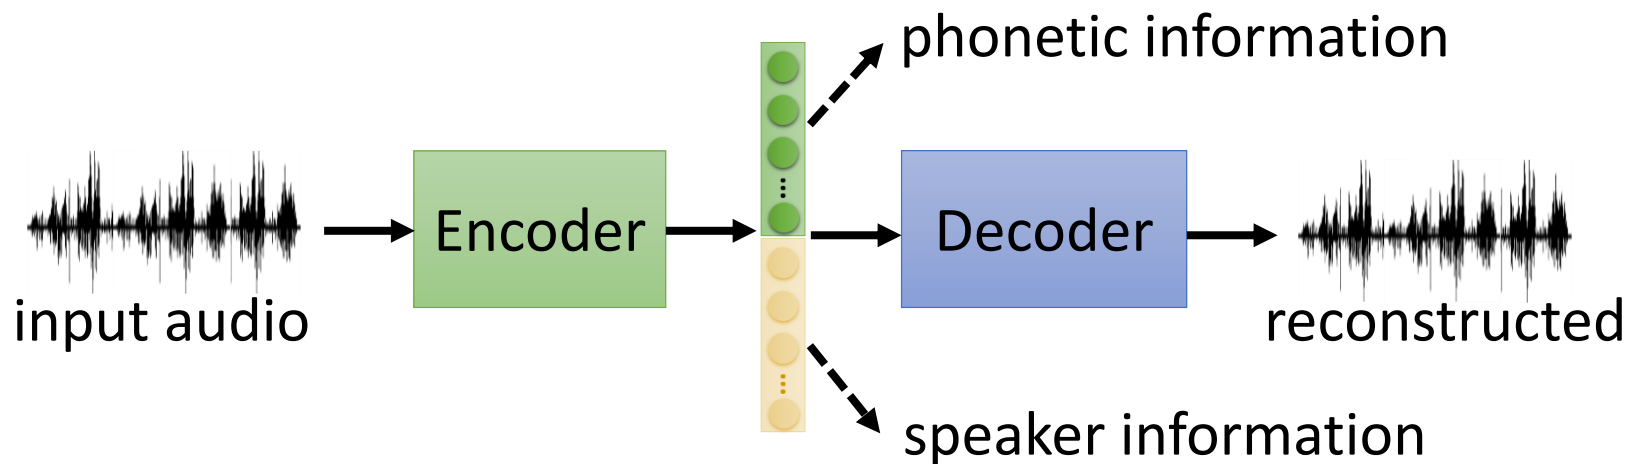 phonetic information
Encoder
Decoder
input audio
reconstructed
speaker information